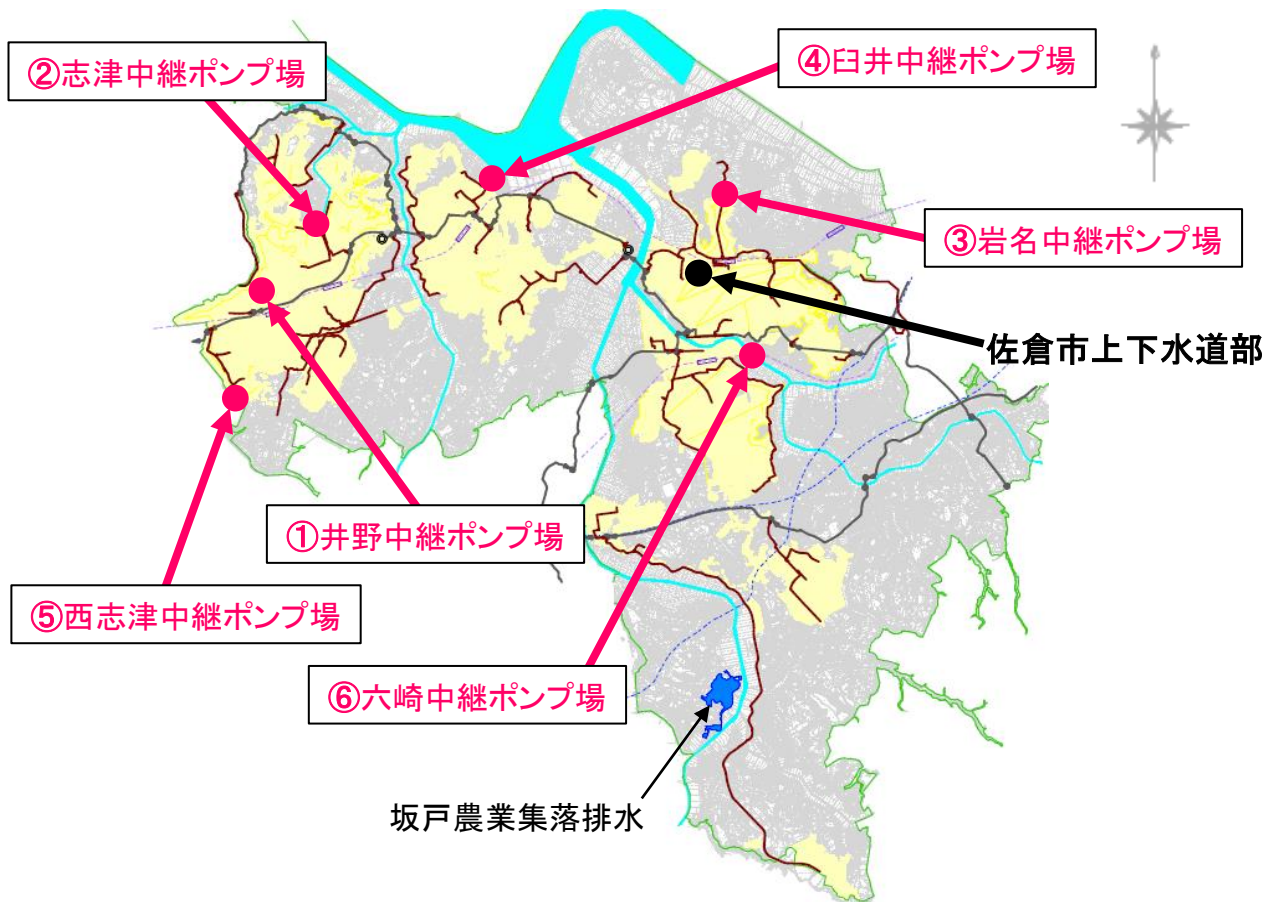 ②志津中継ポンプ場
④臼井中継ポンプ場
③岩名中継ポンプ場
佐倉市上下水道部
①井野中継ポンプ場
⑤西志津中継ポンプ場
⑥六崎中継ポンプ場
坂戸農業集落排水